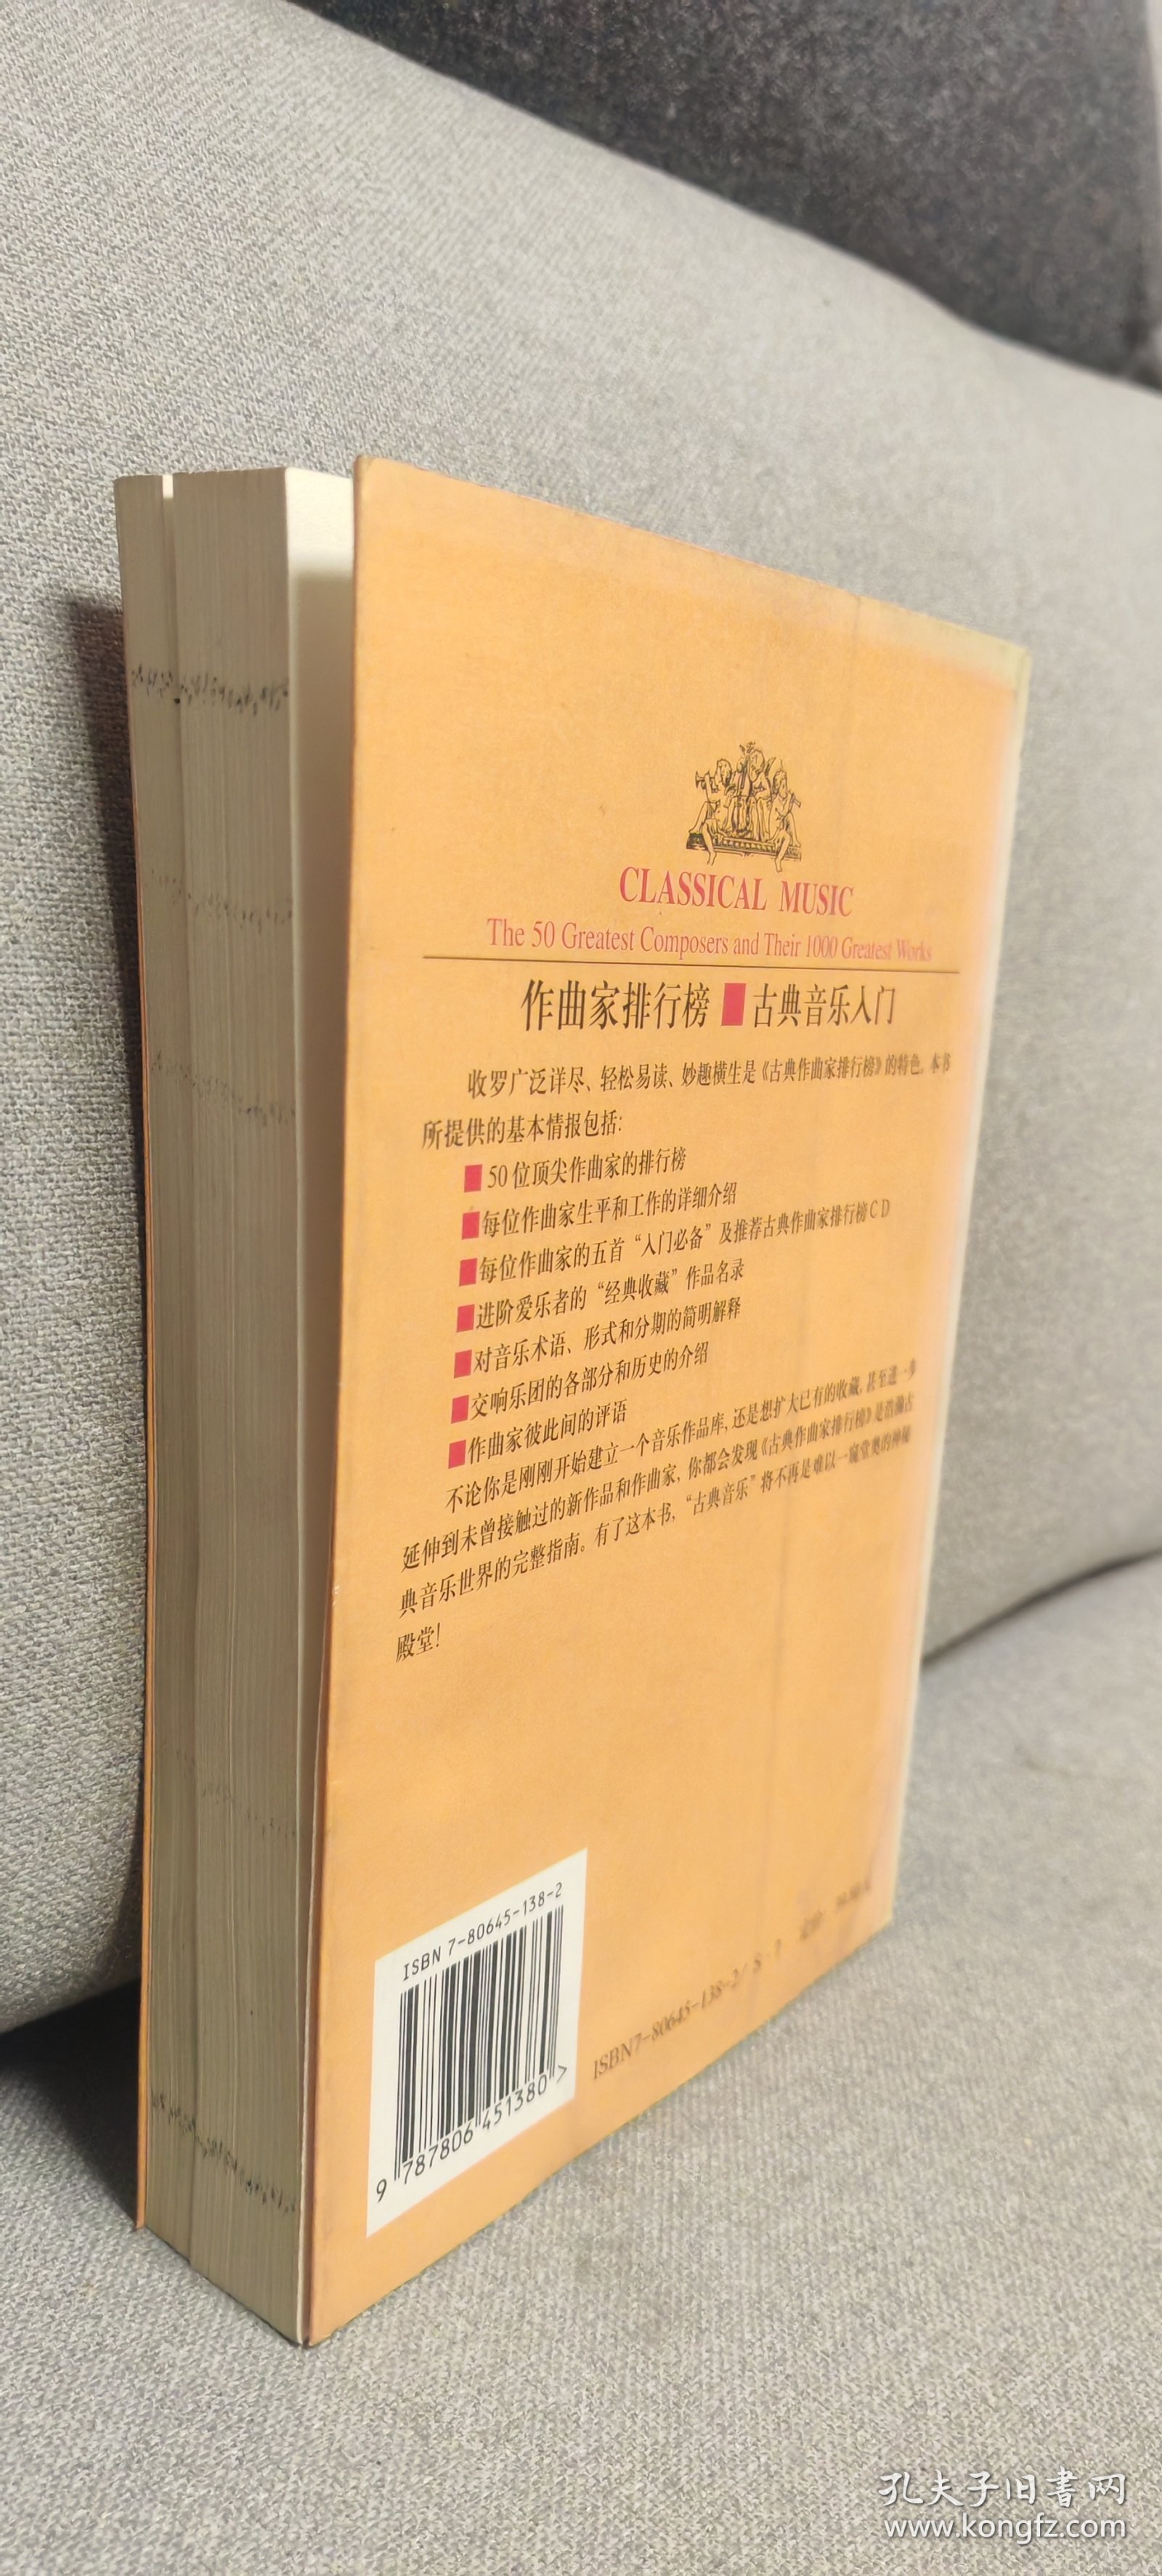 CLASSICAL MUSIC
The 50 Greatest Composers and Their 1000 Greatest Works
作曲家排行榜■古典音乐入门
收罗广泛详尽、轻松易读、妙趣横生是《古典作曲家排行榜》的特色。本书
所提供的基本情报包括:
■50位顶尖作曲家的排行榜
■每位作曲家生平和工作的详细介绍
■每位作曲家的五首“入门必备”及推荐古典作曲家排行榜CD
■进阶爱乐者的“经典收藏”作品名录
■对音乐术语、形式和分期的简明解释
■交响乐团的各部分和历史的介绍
■作曲家彼此间的评语
不论你是刚刚开始建立一个音乐作品库,还是想扩大已有的收藏,甚至进一步
延伸到未曾接触过的新作品和作曲家,你都会发现《古典作曲家排行榜》是浩瀚古
典音乐世界的完整指南。有了这本书,“古典音乐”将不再是难以一窥堂奥的神秘
殿堂!
ISBN 7-80645-138-2
9 787806 451380 >
ISBN7-80645-138-2/
孔夫子旧書网
www.kongfz.com